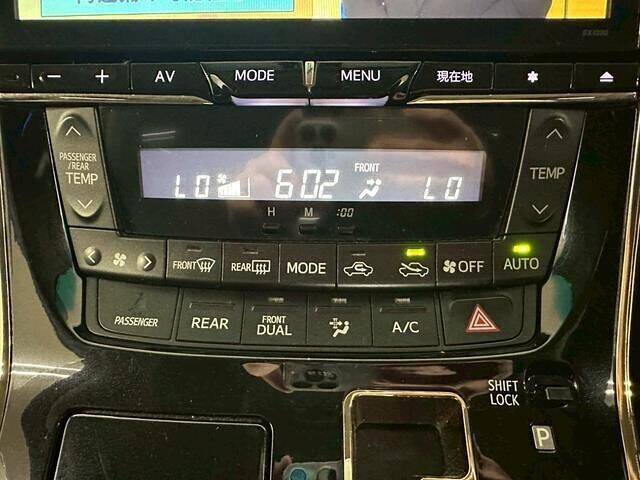 EX1000
− +
AV
MODE
MENU
現在地
✱
PASSENGER
/REAR
TEMP
LO
6:02
FRONT
LO
TEMP
H
M
:00
FRONT
REAR
MODE
OFF
AUTO
PASSENGER
REAR
FRONT
DUAL
A/C
SHIFT
LOCK
P